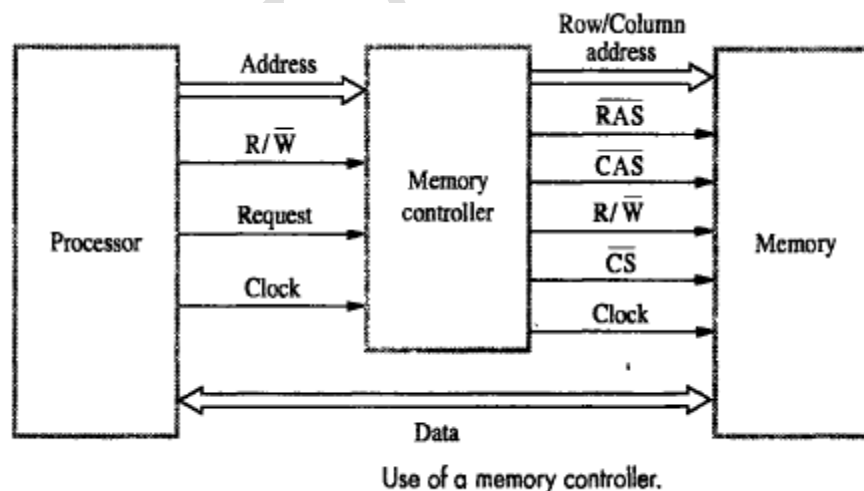 Row/Column
address
Address
RAS
R/W
CAS
Memory
controller
R/W
Request
Processor
Memory
CS
Clock
Clock
Data
Use of a memory controller.